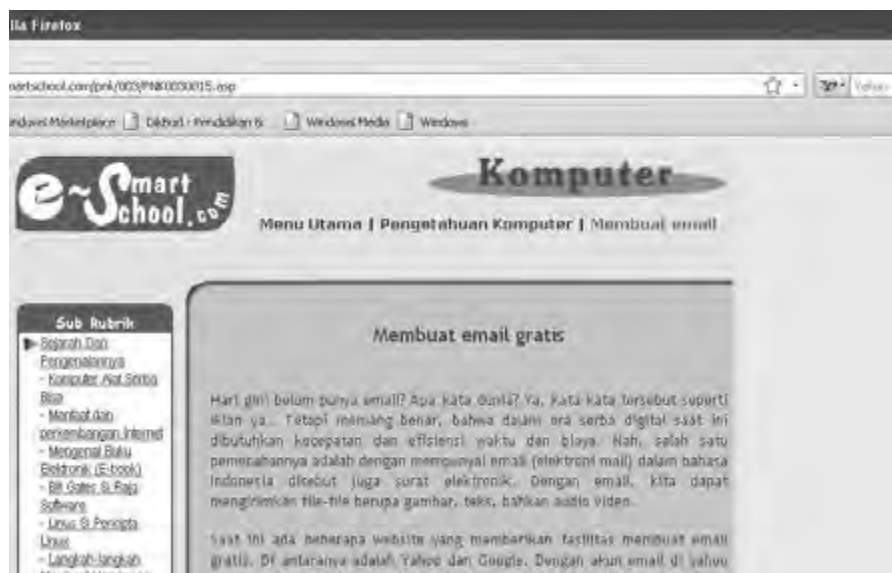 lla Firefox
martschool.com/pnk/003/PNK0030015.asp
Yahoo
ndows Marketplace Dikbud - Pendidikan & ... Windows Media Windows
e~Smart School.com
Komputer
Menu Utama | Pengetahuan Komputer | Membuat email
Sub Rubrik
Sejarah Dan
Pengenalannya
- Komputer Alat Serba
Bisa
- Manfaat dan
perkembangan Internet
- Mengenal Buku
Elektronik (E-book)
- Bill Gates Si Raja
Software
- Linus Si Pencipta
Linux
- Langkah-langkah
Membuat email gratis
Hari gini belum punya email? Apa kata dunia? Ya, kata kata tersebut seperti
iklan ya.. Tetapi memang benar, bahwa dalam era serba digital saat ini
dibutuhkan kecepatan dan efisiensi waktu dan biaya. Nah, salah satu
pemecahannya adalah dengan mempunyai email (elektroni mail) dalam bahasa
Indonesia disebut juga surat elektronik. Dengan email, kita dapat
mengirimkan file-file berupa gambar, teks, bahkan audio video.
Saat ini ada beberapa website yang memberikan fasilitas membuat email
gratis. Di antaranya adalah Yahoo dan Google. Dengan akun email di yahoo